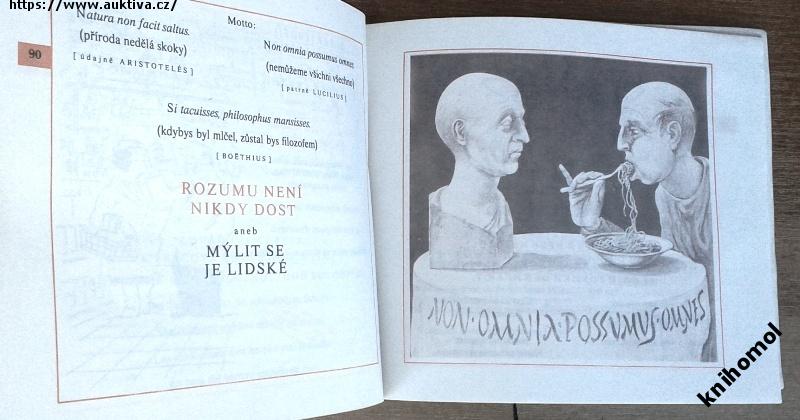 https://www.auktiva.cz/
Natura non facit saltus.
(příroda nedělá skoky)
[údajně ARISTOTELÉS]
Motto:
Non omnia possumus omnes
(nemůžeme všichni všechno)
[patrně LUCILIUS]
90
Si tacuisses, philosophus mansisses.
(kdybys byl mlčel, zůstal bys filozofem)
[BOËTHIUS]
ROZUMU NENÍ
NIKDY DOST
aneb
MÝLIT SE
JE LIDSKÉ
NON·OMNIA·POSSUMUS·OMNES
knihomol